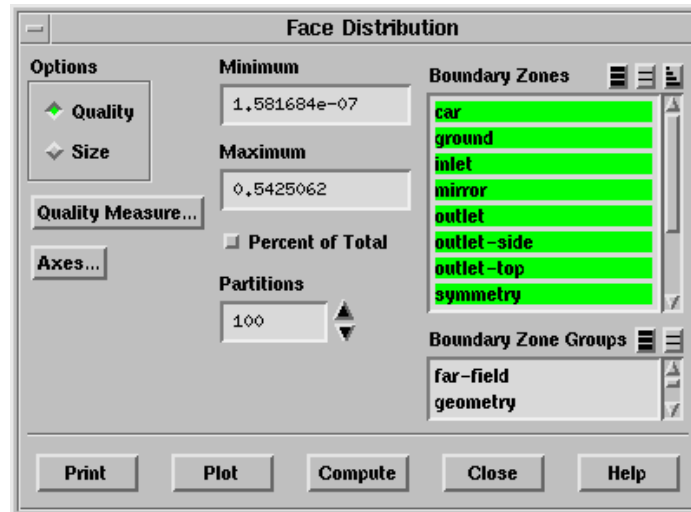 Face Distribution
Options
Quality
Size
Quality Measure...
Axes...
Minimum
1.581684e-07
Maximum
0.5425062
Percent of Total
Partitions
100
Boundary Zones
car
ground
inlet
mirror
outlet
outlet-side
outlet-top
symmetry
Boundary Zone Groups
far-field
geometry
Print
Plot
Compute
Close
Help